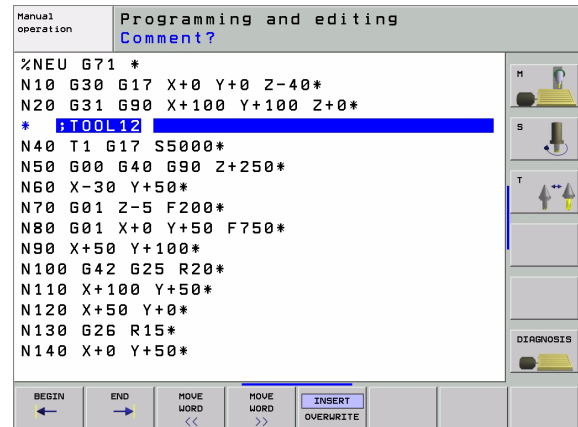 Manual
operation
Programming and editing
Comment?
%NEU G71 *
N10 G30 G17 X+0 Y+0 Z-40*
N20 G31 G90 X+100 Y+100 Z+0*
* ;TOOL12
N40 T1 G17 S5000*
N50 G00 G40 G90 Z+250*
N60 X-30 Y+50*
N70 G01 Z-5 F200*
N80 G01 X+0 Y+50 F750*
N90 X+50 Y+100*
N100 G42 G25 R20*
N110 X+100 Y+50*
N120 X+50 Y+0*
N130 G26 R15*
N140 X+0 Y+50*
M
S
T
DIAGNOSIS
BEGIN
END
MOVE
WORD
<<
MOVE
WORD
>>
INSERT
OVERWRITE